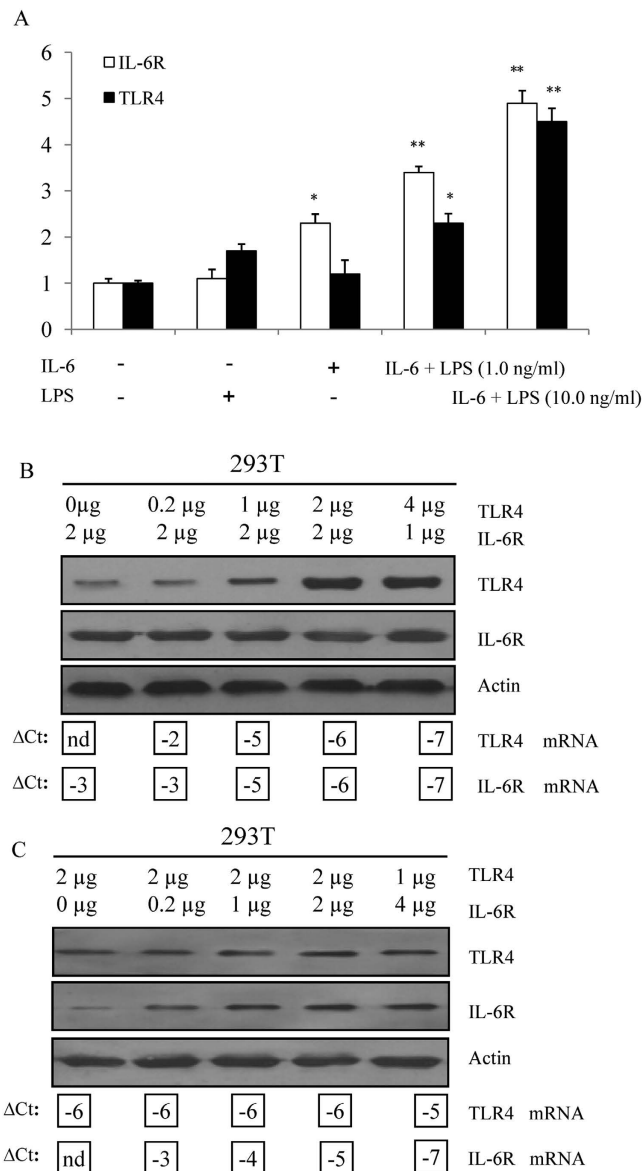 A
6
5
4
3
2
1
0
IL-6R
TLR4
*
**
*
**
**
IL-6 - - + IL-6 + LPS (1.0 ng/ml)
LPS - + - IL-6 + LPS (10.0 ng/ml)
B
293T
0µg 0.2 µg 1 µg 2 µg 4 µg TLR4
2 µg 2 µg 2 µg 2 µg 1 µg IL-6R
TLR4
IL-6R
Actin
ΔCt: nd -2 -5 -6 -7 TLR4 mRNA
ΔCt: -3 -3 -5 -6 -7 IL-6R mRNA
C
293T
2 µg 2 µg 2 µg 2 µg 1 µg TLR4
0 µg 0.2 µg 1 µg 2 µg 4 µg IL-6R
TLR4
IL-6R
Actin
ΔCt: -6 -6 -6 -6 -5 TLR4 mRNA
ΔCt: nd -3 -4 -5 -7 IL-6R mRNA